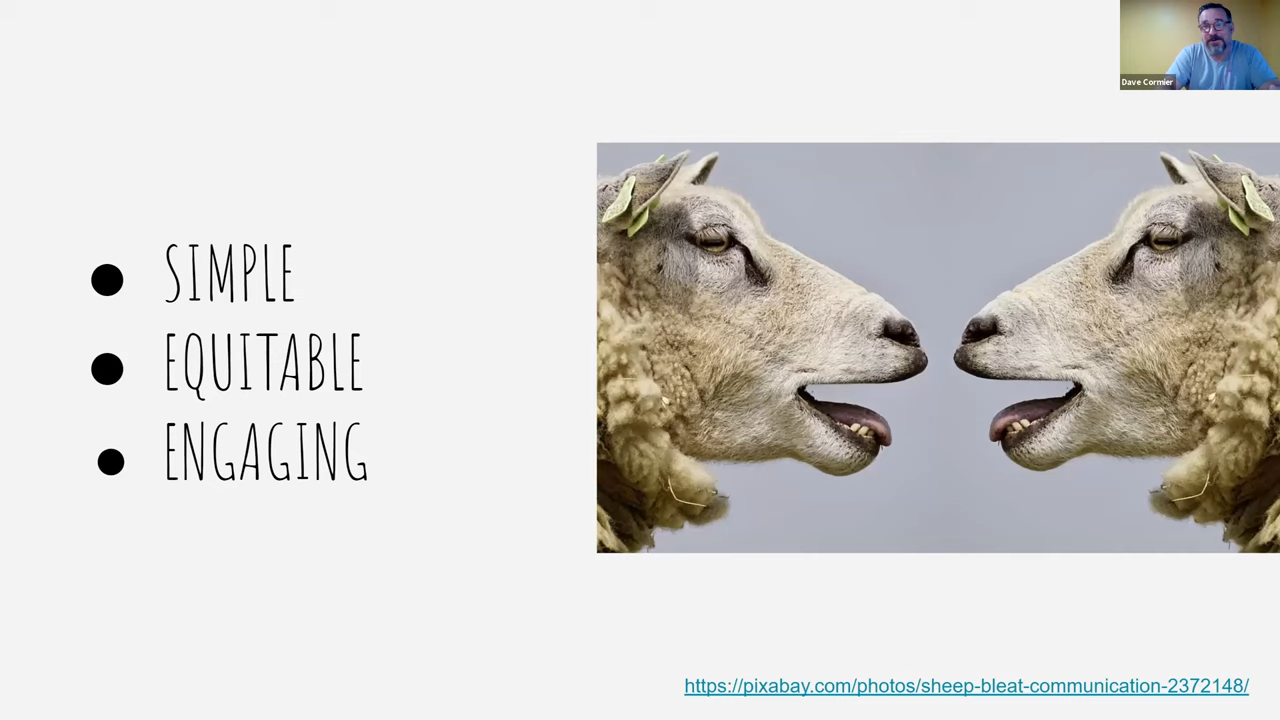 Dave Cormier
● SIMPLE
● EQUITABLE
● ENGAGING
https://pixabay.com/photos/sheep-bleat-communication-2372148/